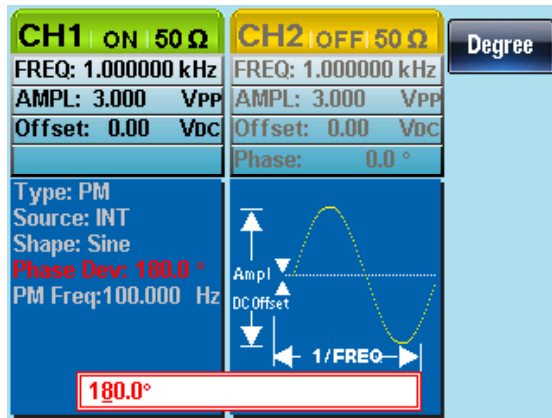 CH1 ON 50 Ω
FREQ: 1.000000 kHz
AMPL: 3.000 VPP
Offset: 0.00 VDC
CH2 OFF 50 Ω
FREQ: 1.000000 kHz
AMPL: 3.000 VPP
Offset: 0.00 VDC
Phase: 0.0 °
Degree
Type: PM
Source: INT
Shape: Sine
Phase Dev: 180.0 °
PM Freq:100.000 Hz
Ampl
DC Offset
1/FREQ
180.0°